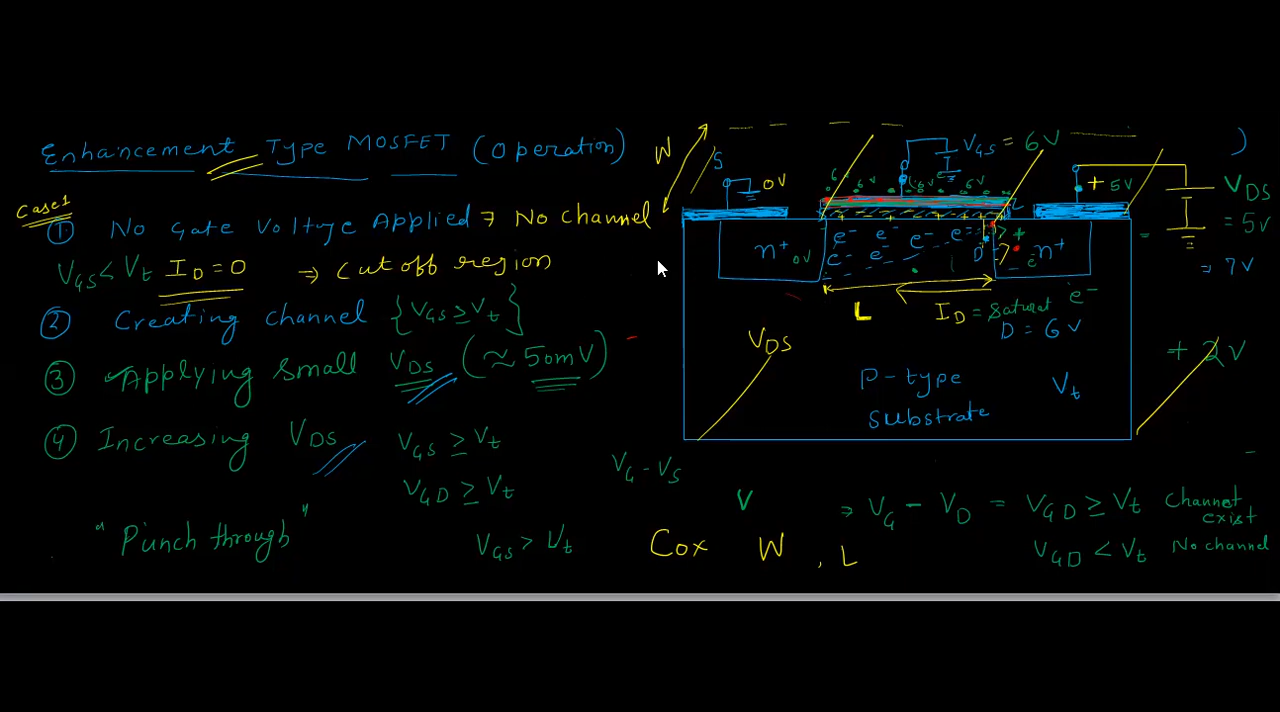 Enhancement Type MOSFET (Operation)
Case1
① No Gate Voltage Applied → No channel
VGS < Vt ID = 0 → Cut off region
② Creating channel {VGS ≥ Vt}
③ Applying small VDS (≈ 50mV)
④ Increasing VDS VGS ≥ Vt
VGD ≥ Vt
"Punch through"
VGS > Vt
VG - VS
V
Cox W , L
⇒ VG - VD = VGD ≥ Vt Channel exist
VGD < Vt No channel
W
S
0V
VGS = 6V
6V
6V
+ 5V
VDS
= 5V
= 7V
n+
0V
e- e- e- e-
e- e-
D
n+
e-
L
ID = Saturat e-
D = 6V
VDS
P-type
Substrate
Vt
+ 2V